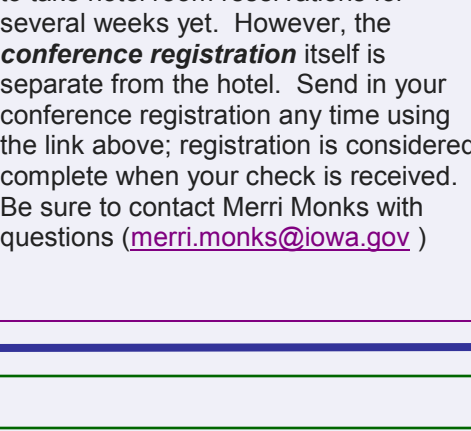 to take hotel room reservations for
several weeks yet.  However, the
conference registration itself is
separate from the hotel.  Send in your
conference registration any time using
the link above; registration is considered
complete when your check is received.
Be sure to contact Merri Monks with
questions (merri.monks@iowa.gov )